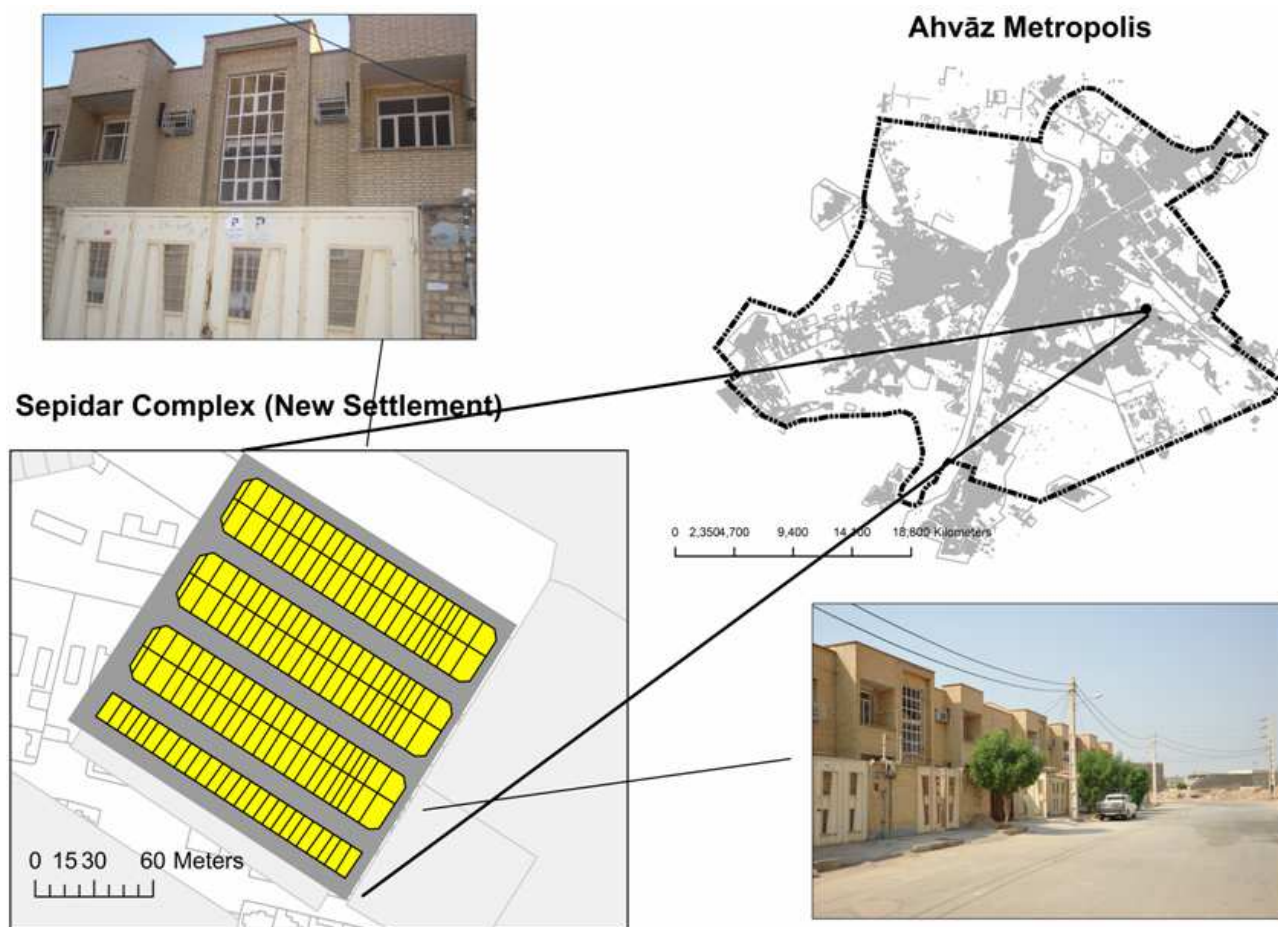 Ahvāz Metropolis
Sepidar Complex (New Settlement)
0 2,3504,700 9,400 14,100 18,800 Kilometers
0 15 30 60 Meters